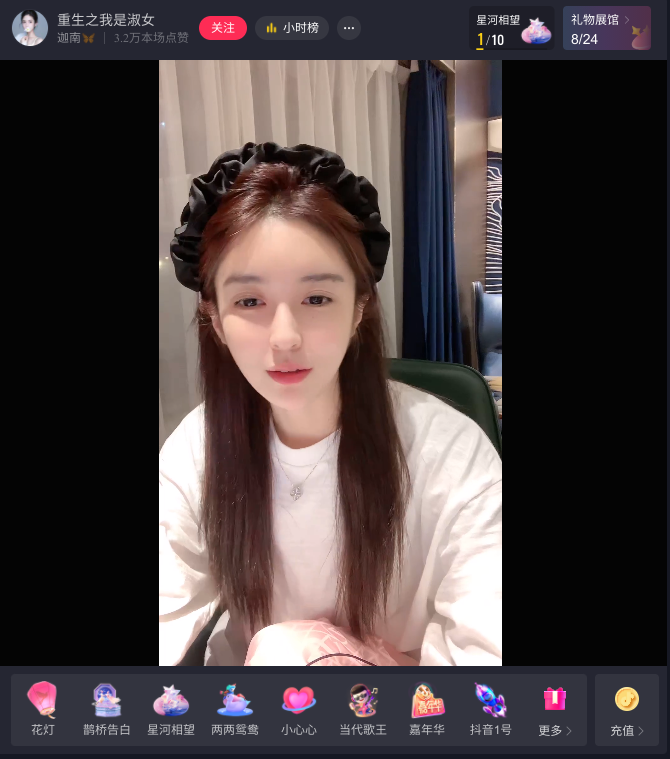 重生之我是淑女
迦南 | 3.2万本场点赞
关注
小时榜
星河相望
1/10
礼物展馆
8/24
花灯
鹊桥告白
星河相望
两两鸳鸯
小心心
当代歌王
嘉年华
嘉年华
抖音1号
更多
充值